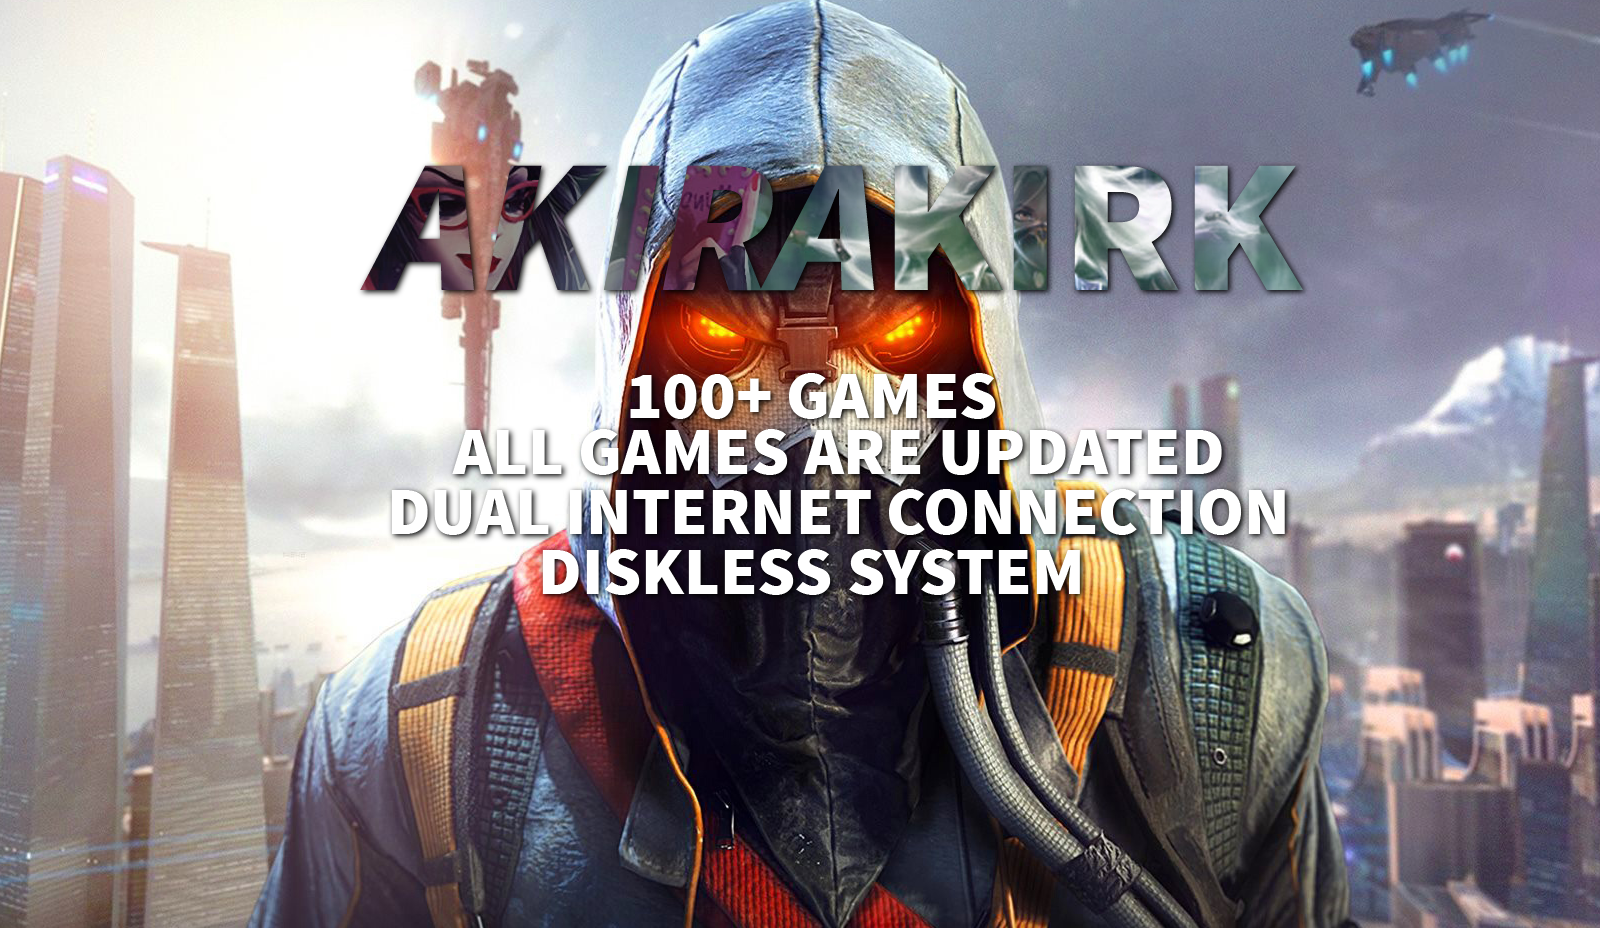 AKIRAKIRK
100+ GAMES
ALL GAMES ARE UPDATED
DUAL INTERNET CONNECTION
DISKLESS SYSTEM